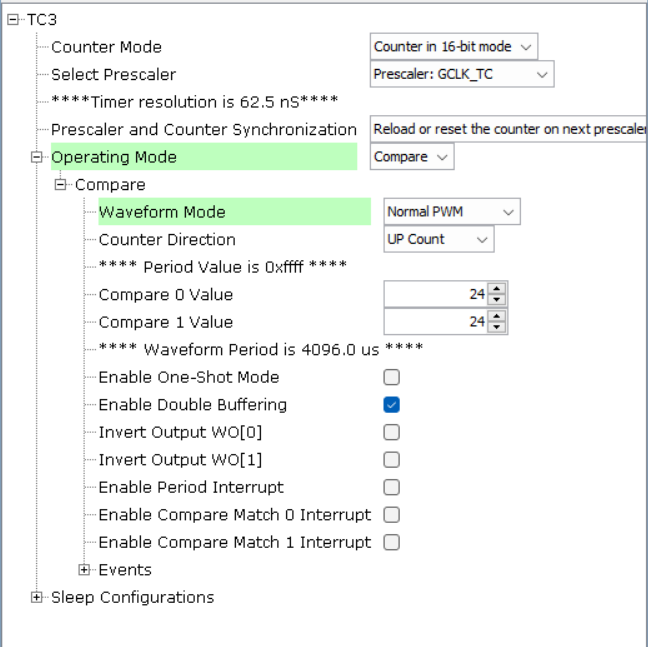 TC3
Counter Mode Counter in 16-bit mode
Select Prescaler Prescaler: GCLK_TC
****Timer resolution is 62.5 nS****
Prescaler and Counter Synchronization Reload or reset the counter on next prescaler
Operating Mode Compare
Compare
Waveform Mode Normal PWM
Counter Direction UP Count
**** Period Value is 0xffff ****
Compare 0 Value 24
Compare 1 Value 24
**** Waveform Period is 4096.0 us ****
Enable One-Shot Mode
Enable Double Buffering
Invert Output WO[0]
Invert Output WO[1]
Enable Period Interrupt
Enable Compare Match 0 Interrupt
Enable Compare Match 1 Interrupt
Events
Sleep Configurations